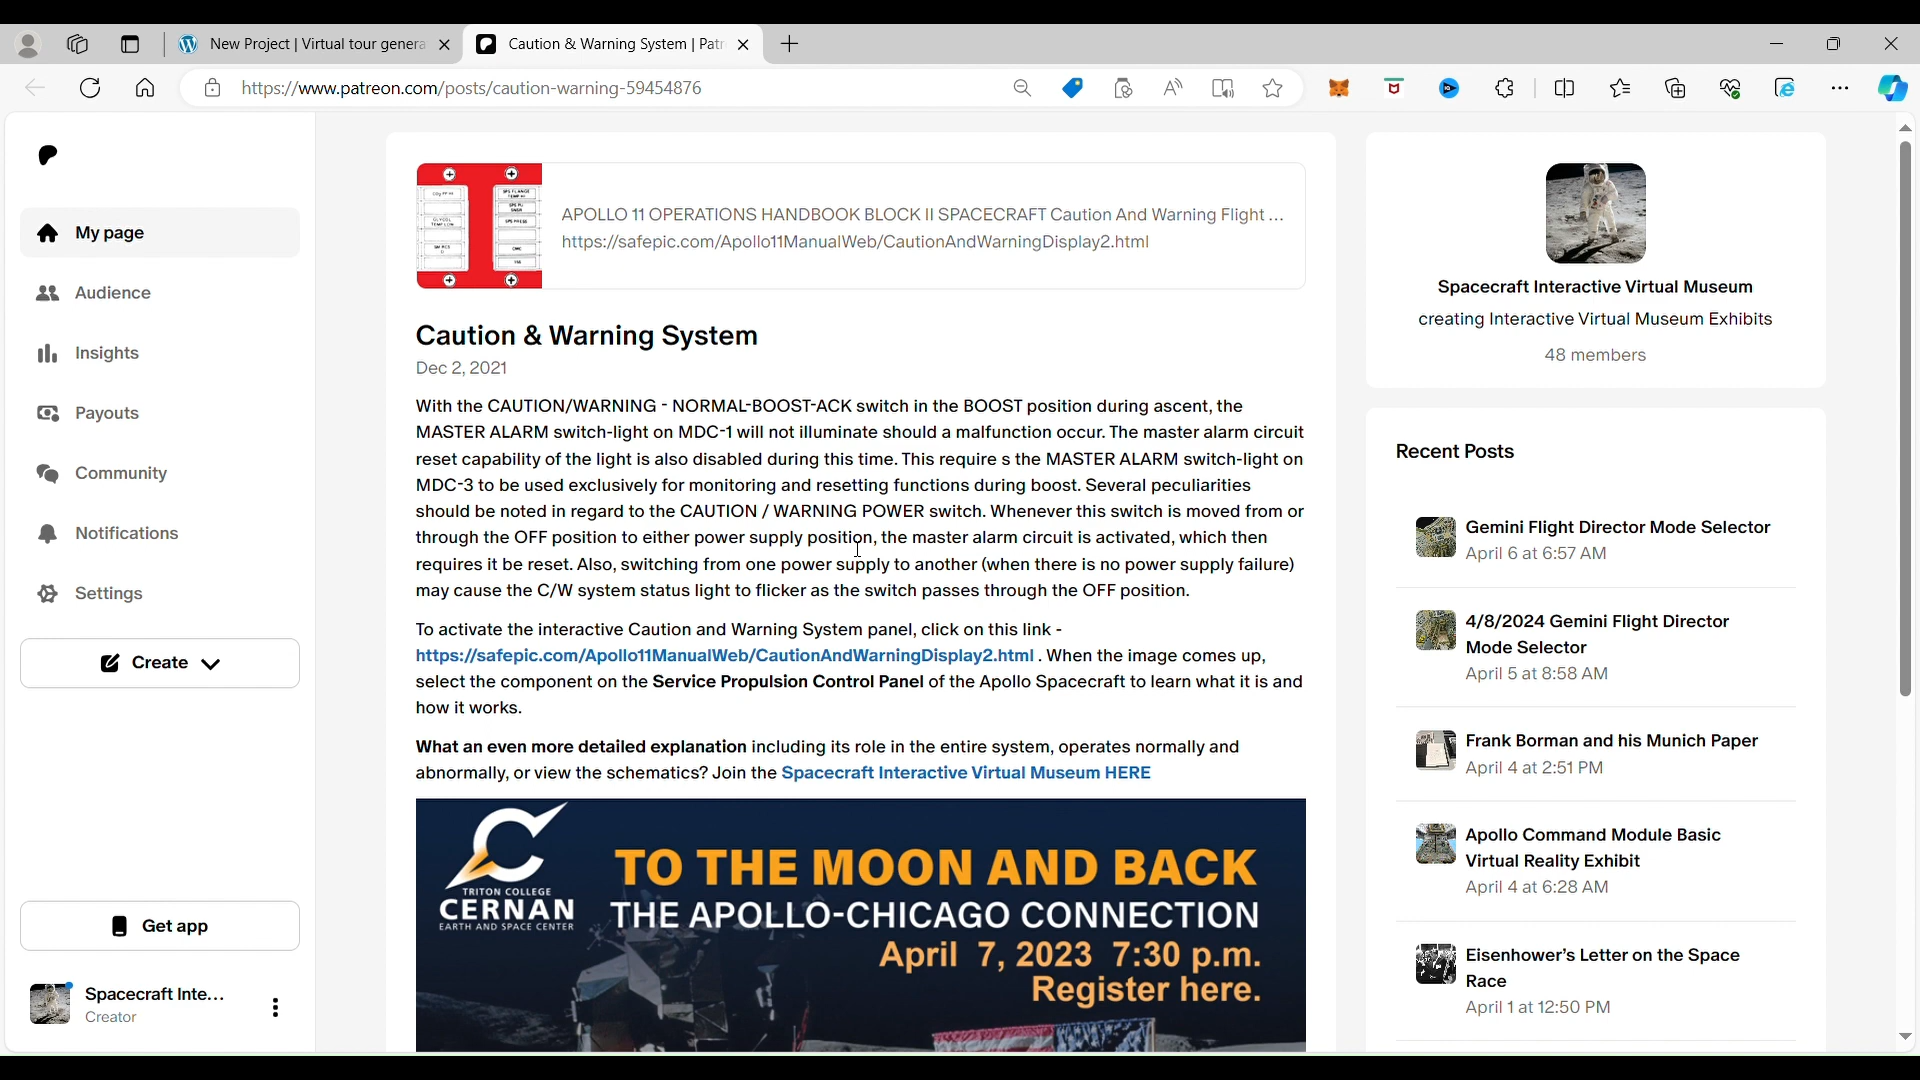 New Project | Virtual tour genera
Caution & Warning System | Patr
https://www.patreon.com/posts/caution-warning-59454876
My page
Audience
Insights
Payouts
Community
Notifications
Settings
Create
Get app
Spacecraft Inte...
Creator
APOLLO 11 OPERATIONS HANDBOOK BLOCK II SPACECRAFT Caution And Warning Flight ...
https://safepic.com/Apollo11ManualWeb/CautionAndWarningDisplay2.html
Caution & Warning System
Dec 2, 2021
With the CAUTION/WARNING - NORMAL-BOOST-ACK switch in the BOOST position during ascent, the
MASTER ALARM switch-light on MDC-1 will not illuminate should a malfunction occur. The master alarm circuit
reset capability of the light is also disabled during this time. This require s the MASTER ALARM switch-light on
MDC-3 to be used exclusively for monitoring and resetting functions during boost. Several peculiarities
should be noted in regard to the CAUTION / WARNING POWER switch. Whenever this switch is moved from or
through the OFF position to either power supply position, the master alarm circuit is activated, which then
requires it be reset. Also, switching from one power supply to another (when there is no power supply failure)
may cause the C/W system status light to flicker as the switch passes through the OFF position.
To activate the interactive Caution and Warning System panel, click on this link -
https://safepic.com/Apollo11ManualWeb/CautionAndWarningDisplay2.html . When the image comes up,
select the component on the Service Propulsion Control Panel of the Apollo Spacecraft to learn what it is and
how it works.
What an even more detailed explanation including its role in the entire system, operates normally and
abnormally, or view the schematics? Join the Spacecraft Interactive Virtual Museum HERE
TRITON COLLEGE
CERNAN
EARTH AND SPACE CENTER
TO THE MOON AND BACK
THE APOLLO-CHICAGO CONNECTION
April 7, 2023 7:30 p.m.
Register here.
Spacecraft Interactive Virtual Museum
creating Interactive Virtual Museum Exhibits
48 members
Recent Posts
Gemini Flight Director Mode Selector
April 6 at 6:57 AM
4/8/2024 Gemini Flight Director
Mode Selector
April 5 at 8:58 AM
Frank Borman and his Munich Paper
April 4 at 2:51 PM
Apollo Command Module Basic
Virtual Reality Exhibit
April 4 at 6:28 AM
Eisenhower's Letter on the Space
Race
April 1 at 12:50 PM